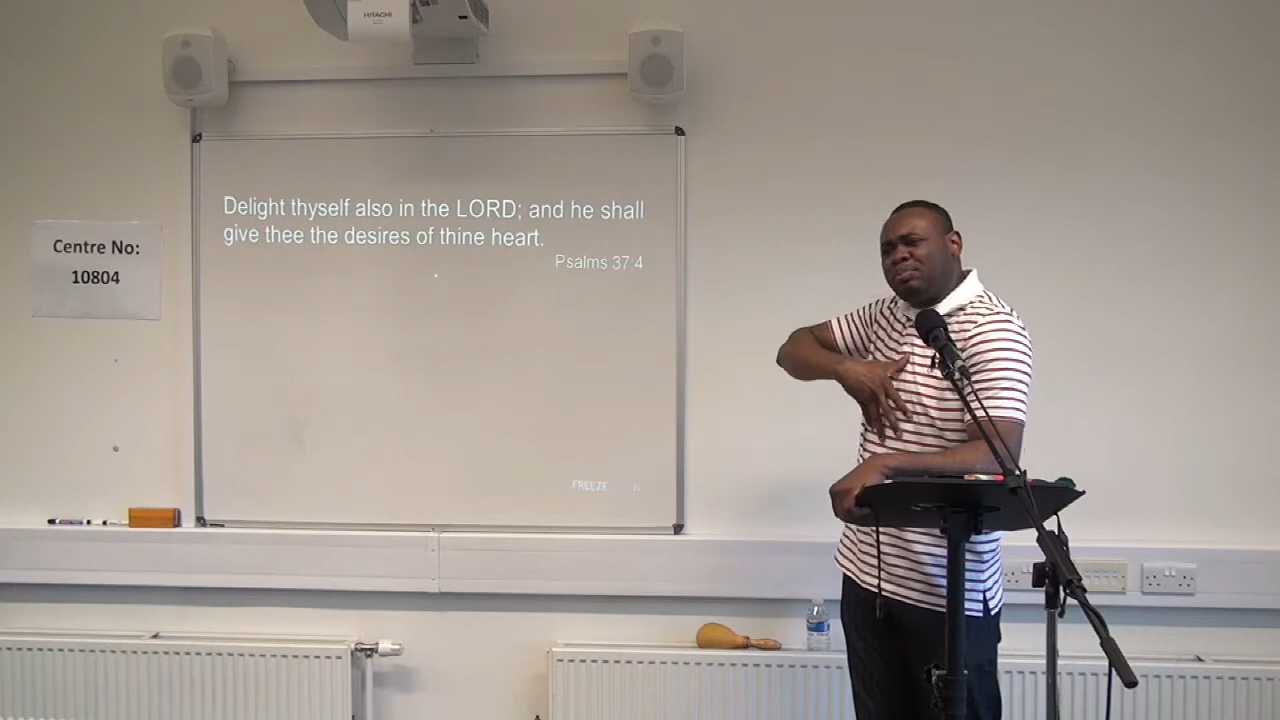 HITACHI
Delight thyself also in the LORD; and he shall
give thee the desires of thine heart.
Psalms 37:4
Centre No:
10804
FREEZE